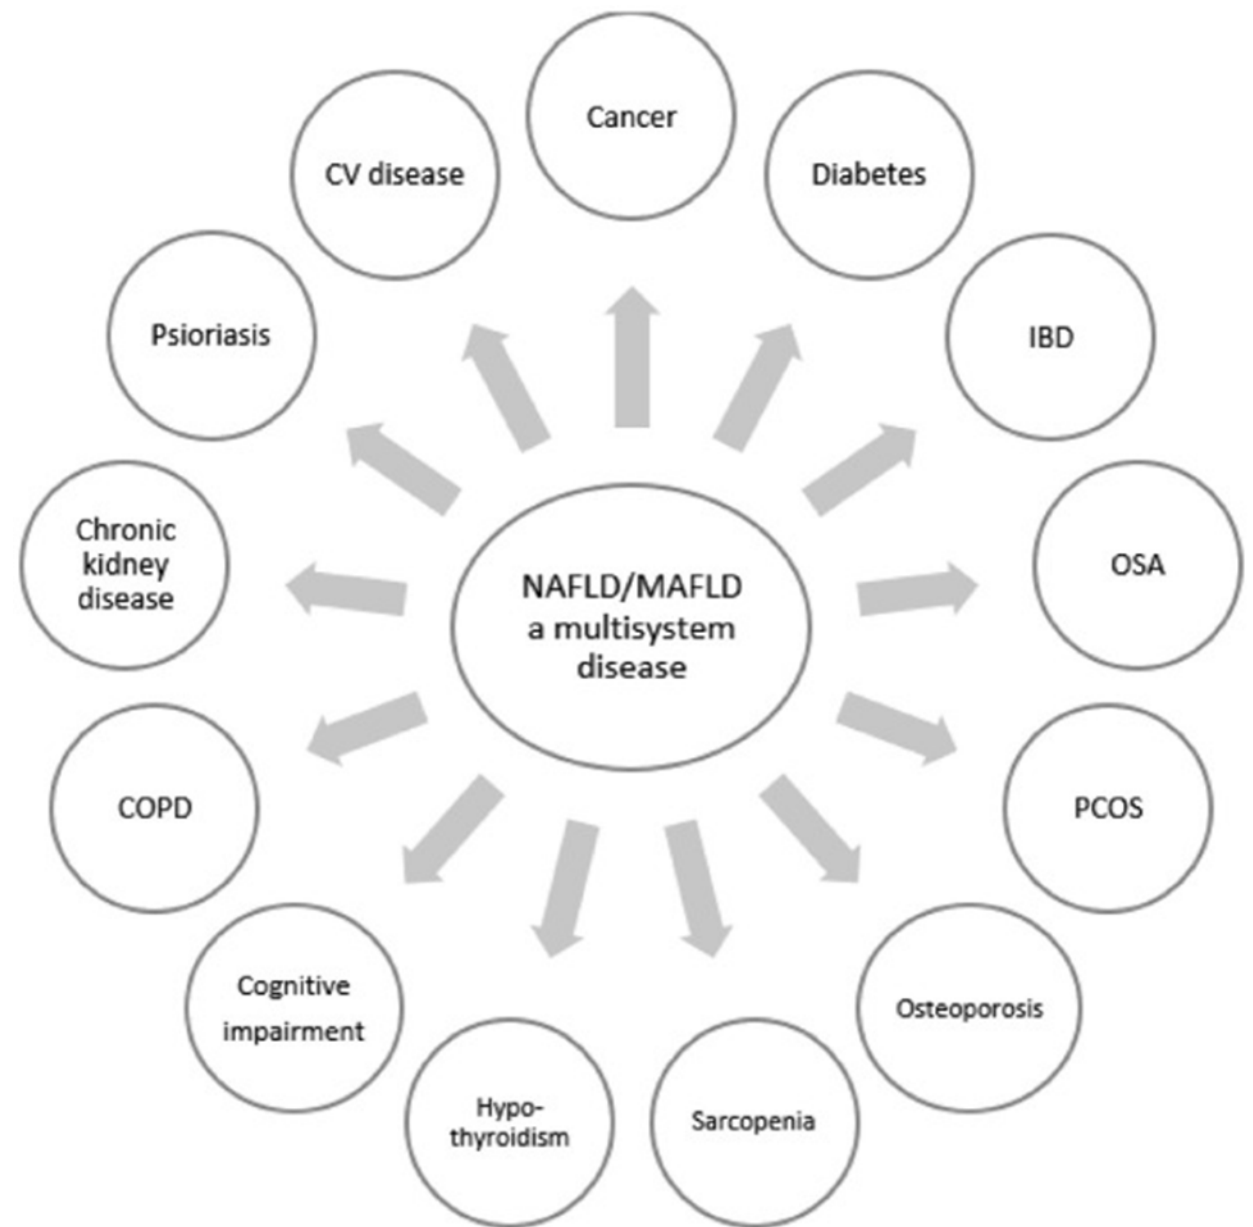 Cancer
CV disease
Diabetes
Psioriasis
IBD
Chronic
kidney
disease
OSA
NAFLD/MAFLD
a multisystem
disease
COPD
PCOS
Cognitive
impairment
Osteoporosis
Hypo-
thyroidism
Sarcopenia